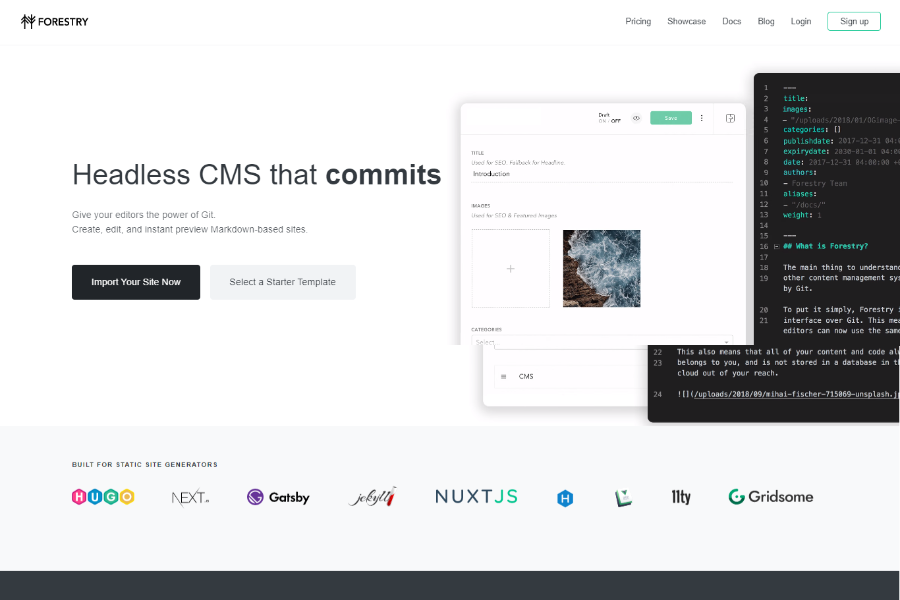 FORESTRY
Pricing
Showcase
Docs
Blog
Login
Sign up
Headless CMS that commits
Give your editors the power of Git.
Create, edit, and instant preview Markdown-based sites.
Import Your Site Now
Select a Starter Template
Draft
ON OFF
Save
TITLE
Used for SEO. Fallback for Headline.
Introduction
IMAGES
Used for SEO & Featured Images
CATEGORIES
Select...
CMS
1 ---
2 title:
3 images:
4 - "/uploads/2018/01/OGimage-
5 categories: []
6 publishdate: 2017-12-31 04:
7 expirydate: 2030-01-01 04:00
8 date: 2017-12-31 04:00:00 +0
9 authors:
10 - Forestry Team
11 aliases:
12 - "/docs/"
13 weight: 1
14
15 ---
16 ## What is Forestry?
17
18 The main thing to understand
19 other content management sys
by Git.
20 To put it simply, Forestry i
21 interface over Git. This mea
editors can now use the same
22 This also means that all of your content and code al
23 belongs to you, and is not stored in a database in th
cloud out of your reach.
24 ![](/uploads/2018/09/mihai-fischer-715069-unsplash.jp
BUILT FOR STATIC SITE GENERATORS
HUGO
NEXT.JS
Gatsby
jekyll
NUXTJS
H
11ty
Gridsome